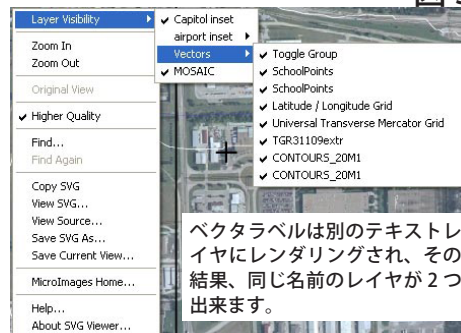 Layer Visibility
Zoom In
Zoom Out
Original View
Higher Quality
Find...
Find Again
Copy SVG
View SVG...
View Source...
Save SVG As...
Save Current View...
MicroImages Home...
Help...
About SVG Viewer...
Capitol inset
airport inset
Vectors
MOSAIC
Toggle Group
SchoolPoints
SchoolPoints
Latitude / Longitude Grid
Universal Transverse Mercator Grid
TGR31109extr
CONTOURS_20M1
CONTOURS_20M1
ベクタラベルは別のテキストレ
イヤにレンダリングされ、その
結果、同じ名前のレイヤが 2 つ
出来ます。